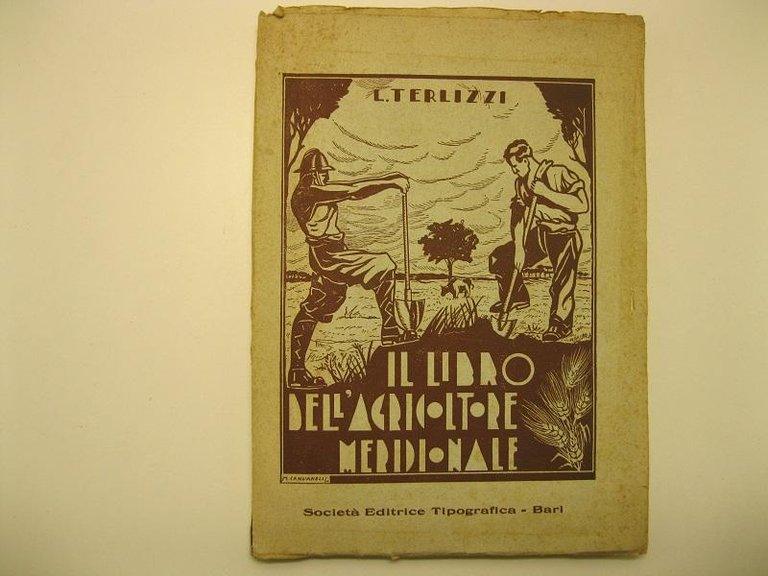 L. TERLIZZI
IL LIBRO
DELL'AGRICOLTORE
MERIDIONALE
Società Editrice Tipografica - Bari